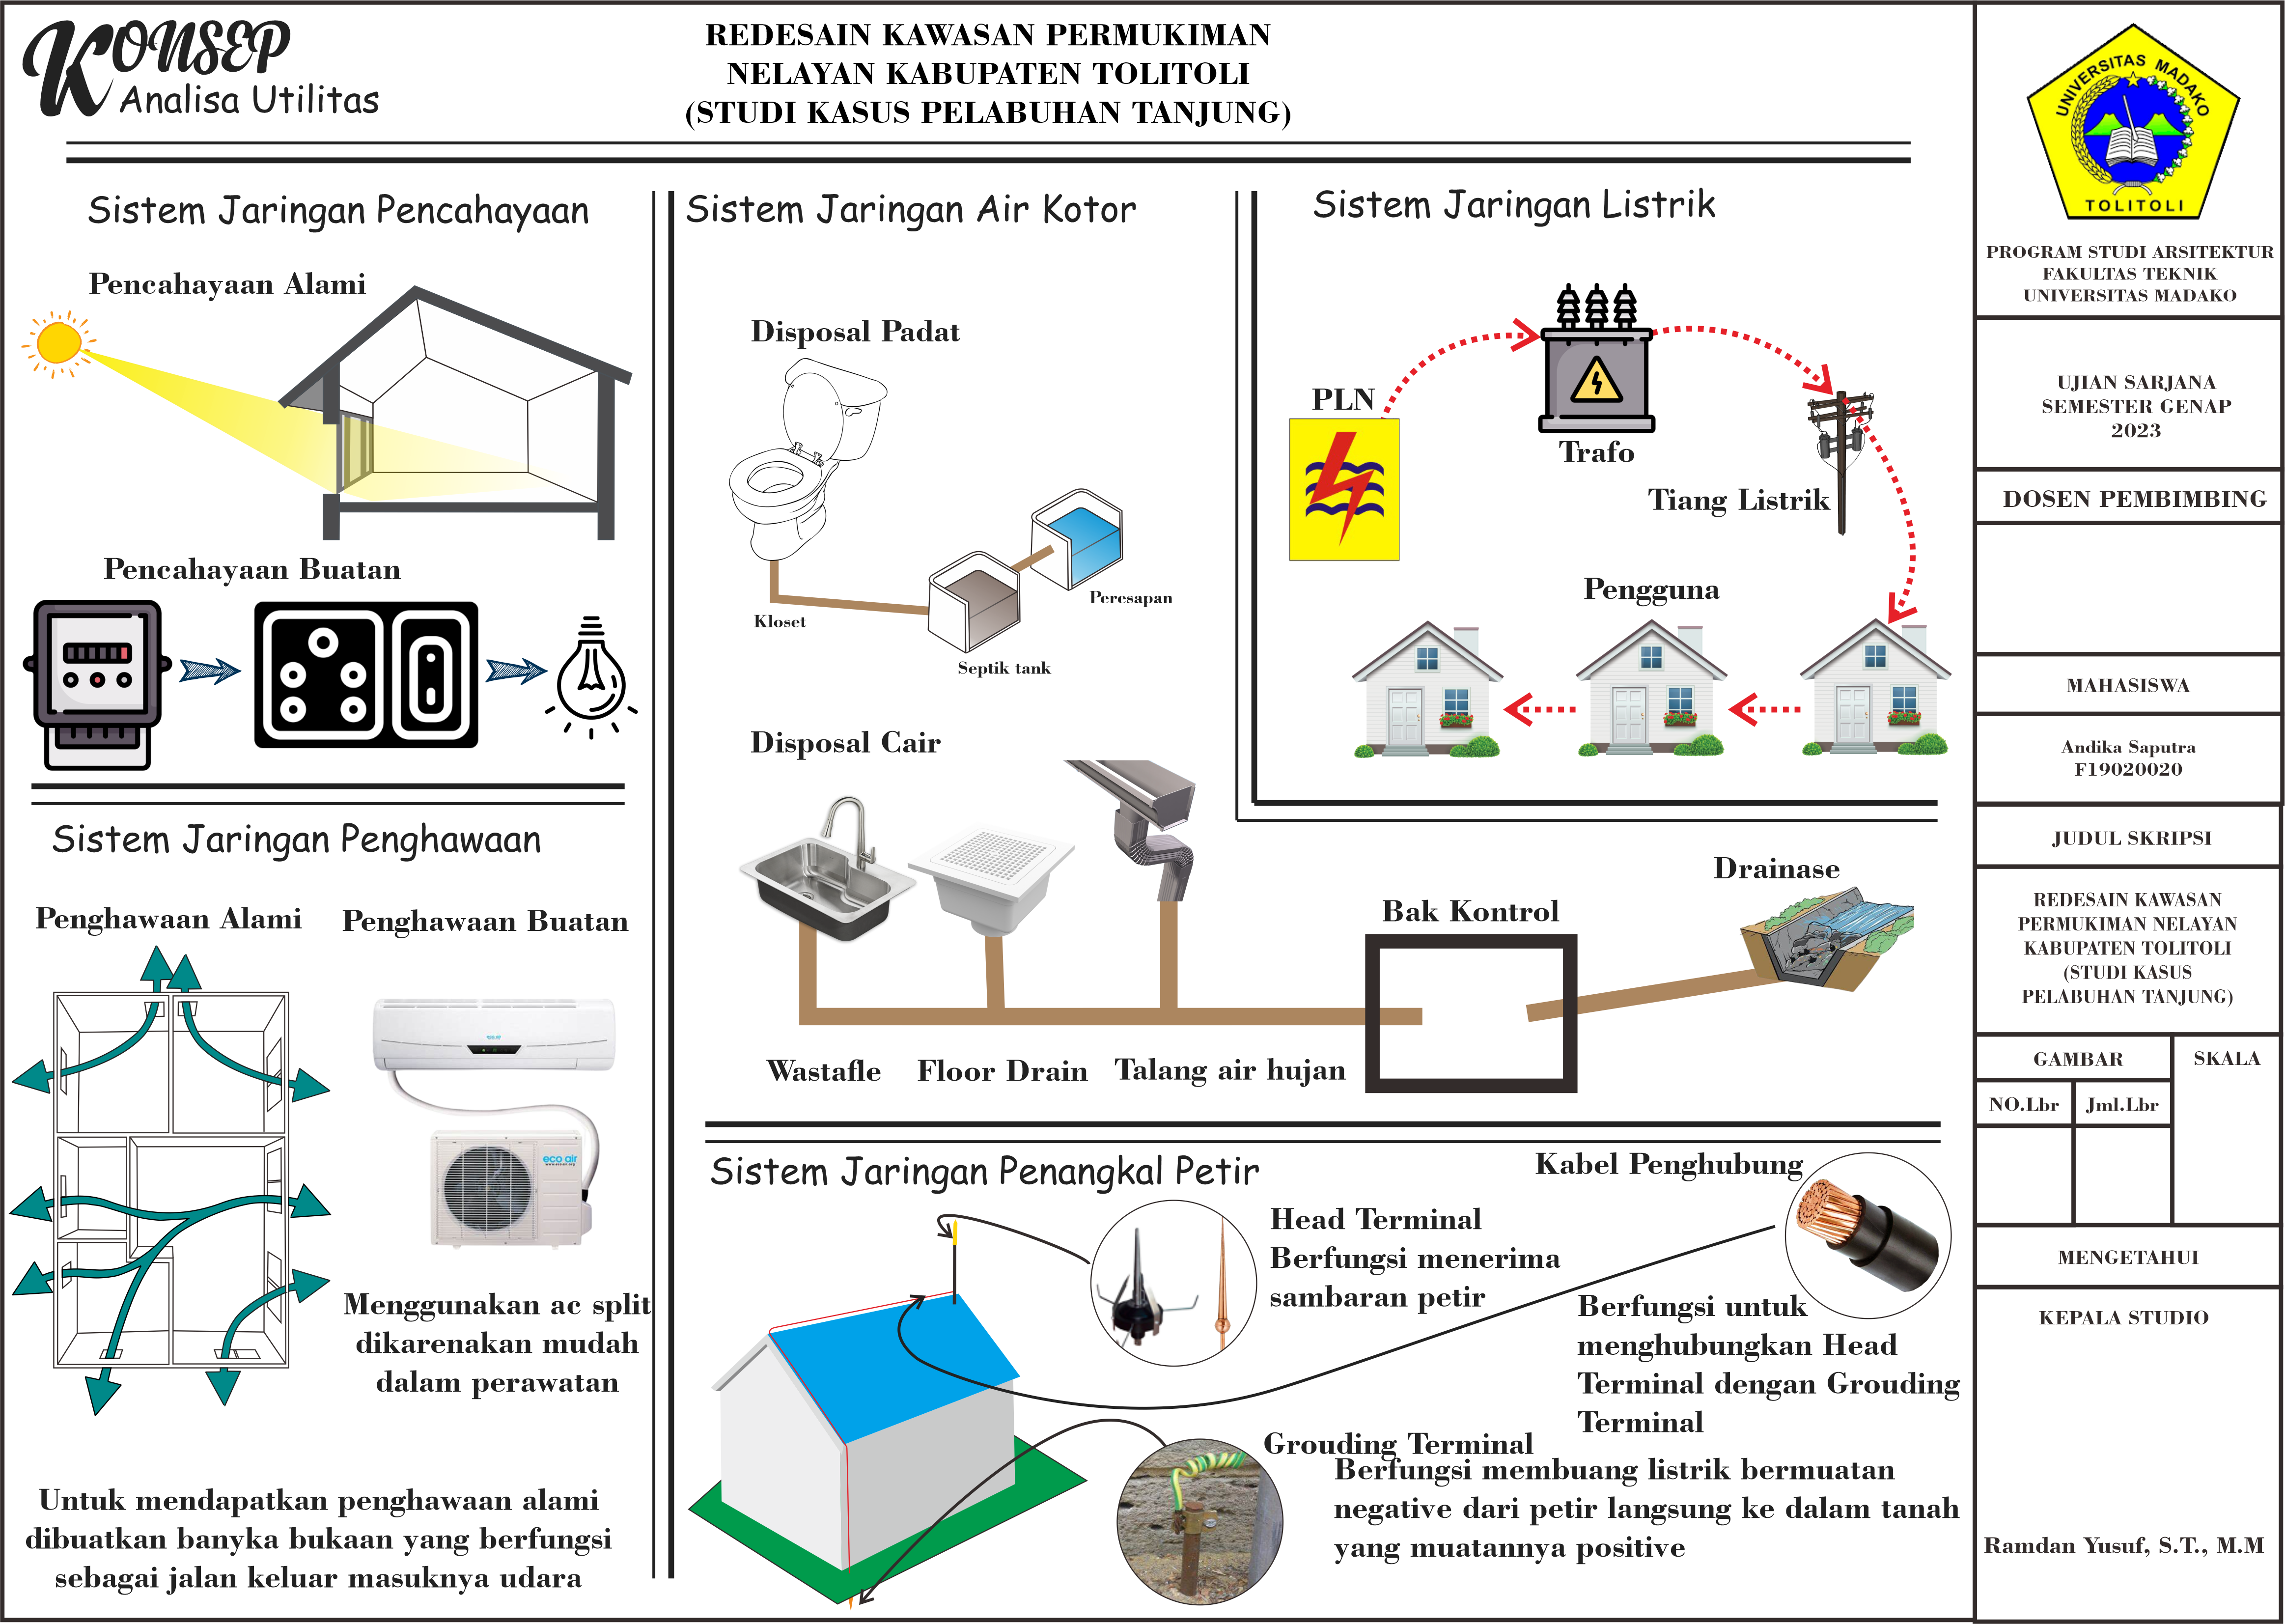 KONSEP
Analisa Utilitas
REDESAIN KAWASAN PERMUKIMAN
NELAYAN KABUPATEN TOLITOLI
(STUDI KASUS PELABUHAN TANJUNG)
Sistem Jaringan Pencahayaan
Pencahayaan Alami
Pencahayaan Buatan
Sistem Jaringan Penghawaan
Penghawaan Alami
Penghawaan Buatan
eco air
eco air
Menggunakan ac split
dikarenakan mudah
dalam perawatan
Untuk mendapatkan penghawaan alami
dibuatkan banyka bukaan yang berfungsi
sebagai jalan keluar masuknya udara
Sistem Jaringan Air Kotor
Disposal Padat
Kloset
Septik tank
Peresapan
Disposal Cair
Wastafle
Floor Drain
Talang air hujan
Bak Kontrol
Drainase
Sistem Jaringan Listrik
PLN
Trafo
Tiang Listrik
Pengguna
Sistem Jaringan Penangkal Petir
Head Terminal
Berfungsi menerima
sambaran petir
Kabel Penghubung
Berfungsi untuk
menghubungkan Head
Terminal dengan Grouding
Terminal
Grouding Terminal
Berfungsi membuang listrik bermuatan
negative dari petir langsung ke dalam tanah
yang muatannya positive
UNIVERSITAS MADAKO
TOLITOLI
PROGRAM STUDI ARSITEKTUR
FAKULTAS TEKNIK
UNIVERSITAS MADAKO
UJIAN SARJANA
SEMESTER GENAP
2023
DOSEN PEMBIMBING
MAHASISWA
Andika Saputra
F19020020
JUDUL SKRIPSI
REDESAIN KAWASAN
PERMUKIMAN NELAYAN
KABUPATEN TOLITOLI
(STUDI KASUS
PELABUHAN TANJUNG)
GAMBAR
SKALA
NO.Lbr
Jml.Lbr
MENGETAHUI
KEPALA STUDIO
Ramdan Yusuf, S.T., M.M